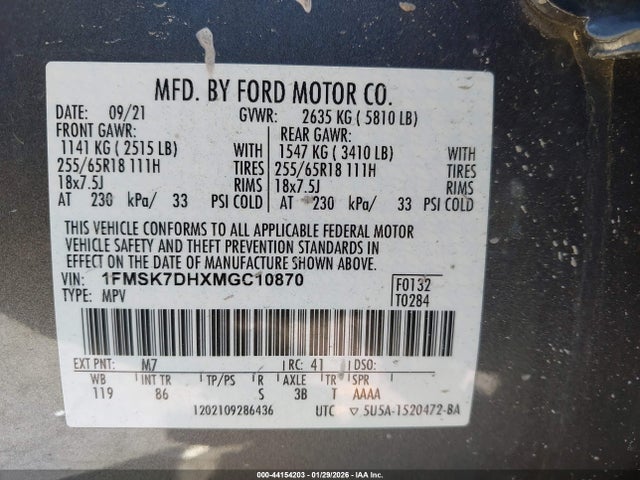 MFD. BY FORD MOTOR CO.
DATE: 09/21 GVWR: 2635 KG ( 5810 LB)
FRONT GAWR: REAR GAWR:
1141 KG ( 2515 LB) WITH 1547 KG ( 3410 LB) WITH
255/65R18 111H TIRES 255/65R18 111H TIRES
18x7.5J RIMS 18x7.5J RIMS
AT 230 kPa/ 33 PSI COLD AT 230 kPa/ 33 PSI COLD
THIS VEHICLE CONFORMS TO ALL APPLICABLE FEDERAL MOTOR
VEHICLE SAFETY AND THEFT PREVENTION STANDARDS IN
EFFECT ON THE DATE OF MANUFACTURE SHOWN ABOVE.
VIN: 1FMSK7DHXMGC10870 F0132
TYPE: MPV T0284
EXT PNT: M7 RC: 41 DSO:
WB INT TR TP/PS R AXLE TR SPR
119 86 S 3B T AAAA
1202109286436 UTC ▽ 5U5A-1520472-BA
000-44154203 - 01/29/2026 - IAA Inc.